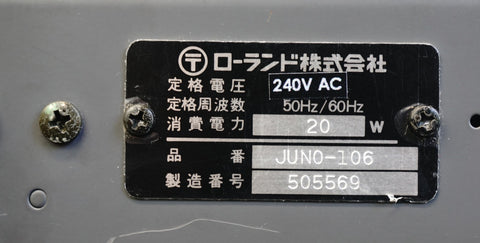 〒 ローランド株式会社
定格電圧 240V AC
定格周波数 50Hz/60Hz
消費電力 20 W
品番 JUNO-106
製造番号 505569